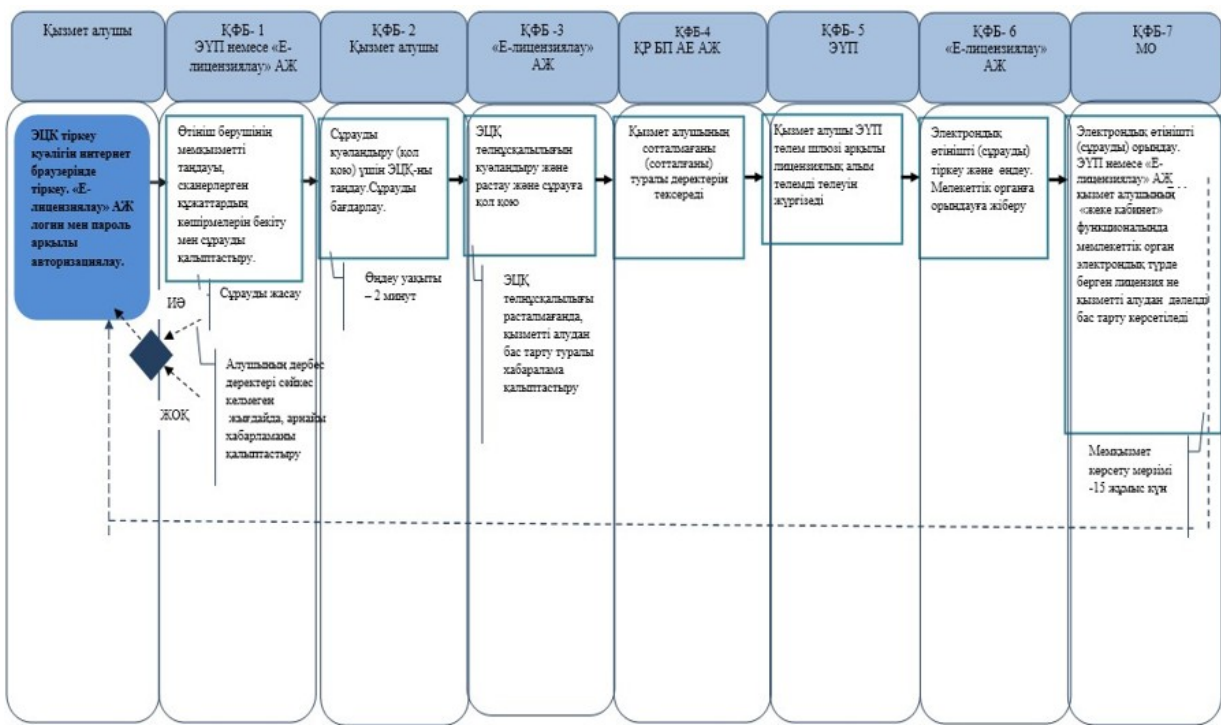 Қызмет алушы
ҚФБ- 1
ЭҮП немесе «Е-
лицензиялау» АЖ
ҚФБ- 2
Қызмет алушы
ҚФБ -3
«Е-лицензиялау»
АЖ
ҚФБ-4
ҚР БП АЕ АЖ
ҚФБ- 5
ЭҮП
ҚФБ- 6
«Е-лицензиялау»
АЖ
ҚФБ-7
МО
ЭЦК тіркеу
куәлігін интернет
браузерінде
тіркеу. «Е-
лицензиялау» АЖ
логин мен пароль
арқылы
авторизациялау.
Өтініш берушінің
мемқызметті
таңдауы,
сканерлерген
құжаттардың
көшірмелерін бекіту
мен сұрауды
қалыптастыру.
Сұрауды
куәландыру (қол
қою) үшін ЭЦК-ны
таңдау.Сұрауды
бағдарлау.
ЭЦҚ
төлнұсқалылығын
куәландыру және
растау және сұрауға
қол қою
Қызмет алушының
сотталмағаны
(сотталғаны)
туралы деректерін
тексереді
Қызмет алушы ЭҮП
төлем шлюзі арқылы
лицензиялық алым
төлемді төлеуін
жүргізеді
Электрондық
өтінішті (сұрауды)
тіркеу және өңдеу.
Мелекеттік органға
орындауға жіберу
Электрондық өтінішті
(сұрауды) орындау.
ЭҮП немесе «Е-
лицензиялау» АЖ
қызмет алушының
«жеке кабинет»
функционалында
мемлекеттік орган
электрондық түрде
берген лицензия не
қызметті алудан дәлелді
бас тарту көрсетіледі
ИӘ
Сұрауды жасау
Өңдеу уақыты
– 2 минут
ЭЦҚ
төлнұсқалылығы
расталмағанда,
қызметті алудан
бас тарту туралы
хабаралама
қалыптастыру
ЖОҚ
Алушының дербес
деректері сәйкес
келмеген
жығдайда, арнайы
хабарламаны
қалыптастыру
Мемқызмет
көрсету мерзімі
-15 жұмыс күн